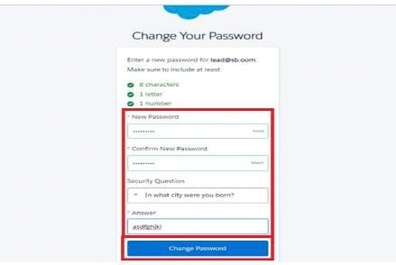 Change Your Password
Enter a new password for lead@sb.com.
Make sure to include at least:
8 characters
1 letter
1 number
* New Password
* Confirm New Password
Security Question
In what city were you born?
* Answer
asdfghjkl
Change Password